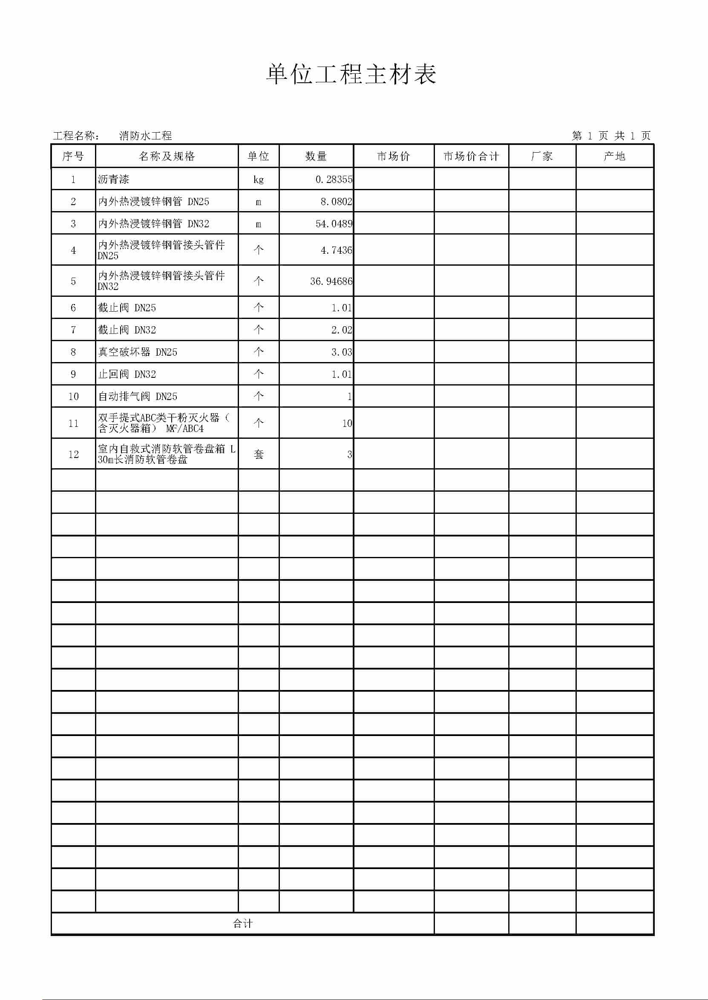 单位工程主材表
工程名称： 消防水工程 第 1 页 共 1 页
序号 名称及规格 单位 数量 市场价 市场价合计 厂家 产地
1 沥青漆 kg 0.28355
2 内外热浸镀锌钢管 DN25 m 8.0802
3 内外热浸镀锌钢管 DN32 m 54.0489
4 内外热浸镀锌钢管接头管件 个 4.7436
DN25
5 内外热浸镀锌钢管接头管件 个 36.94686
DN32
6 截止阀 DN25 个 1.01
7 截止阀 DN32 个 2.02
8 真空破坏器 DN25 个 3.03
9 止回阀 DN32 个 1.01
10 自动排气阀 DN25 个 1
11 双手提式ABC类干粉灭火器（ 个 10
含灭火器箱） MF/ABC4
12 室内自救式消防软管卷盘箱 L 套 3
30m长消防软管卷盘
合计